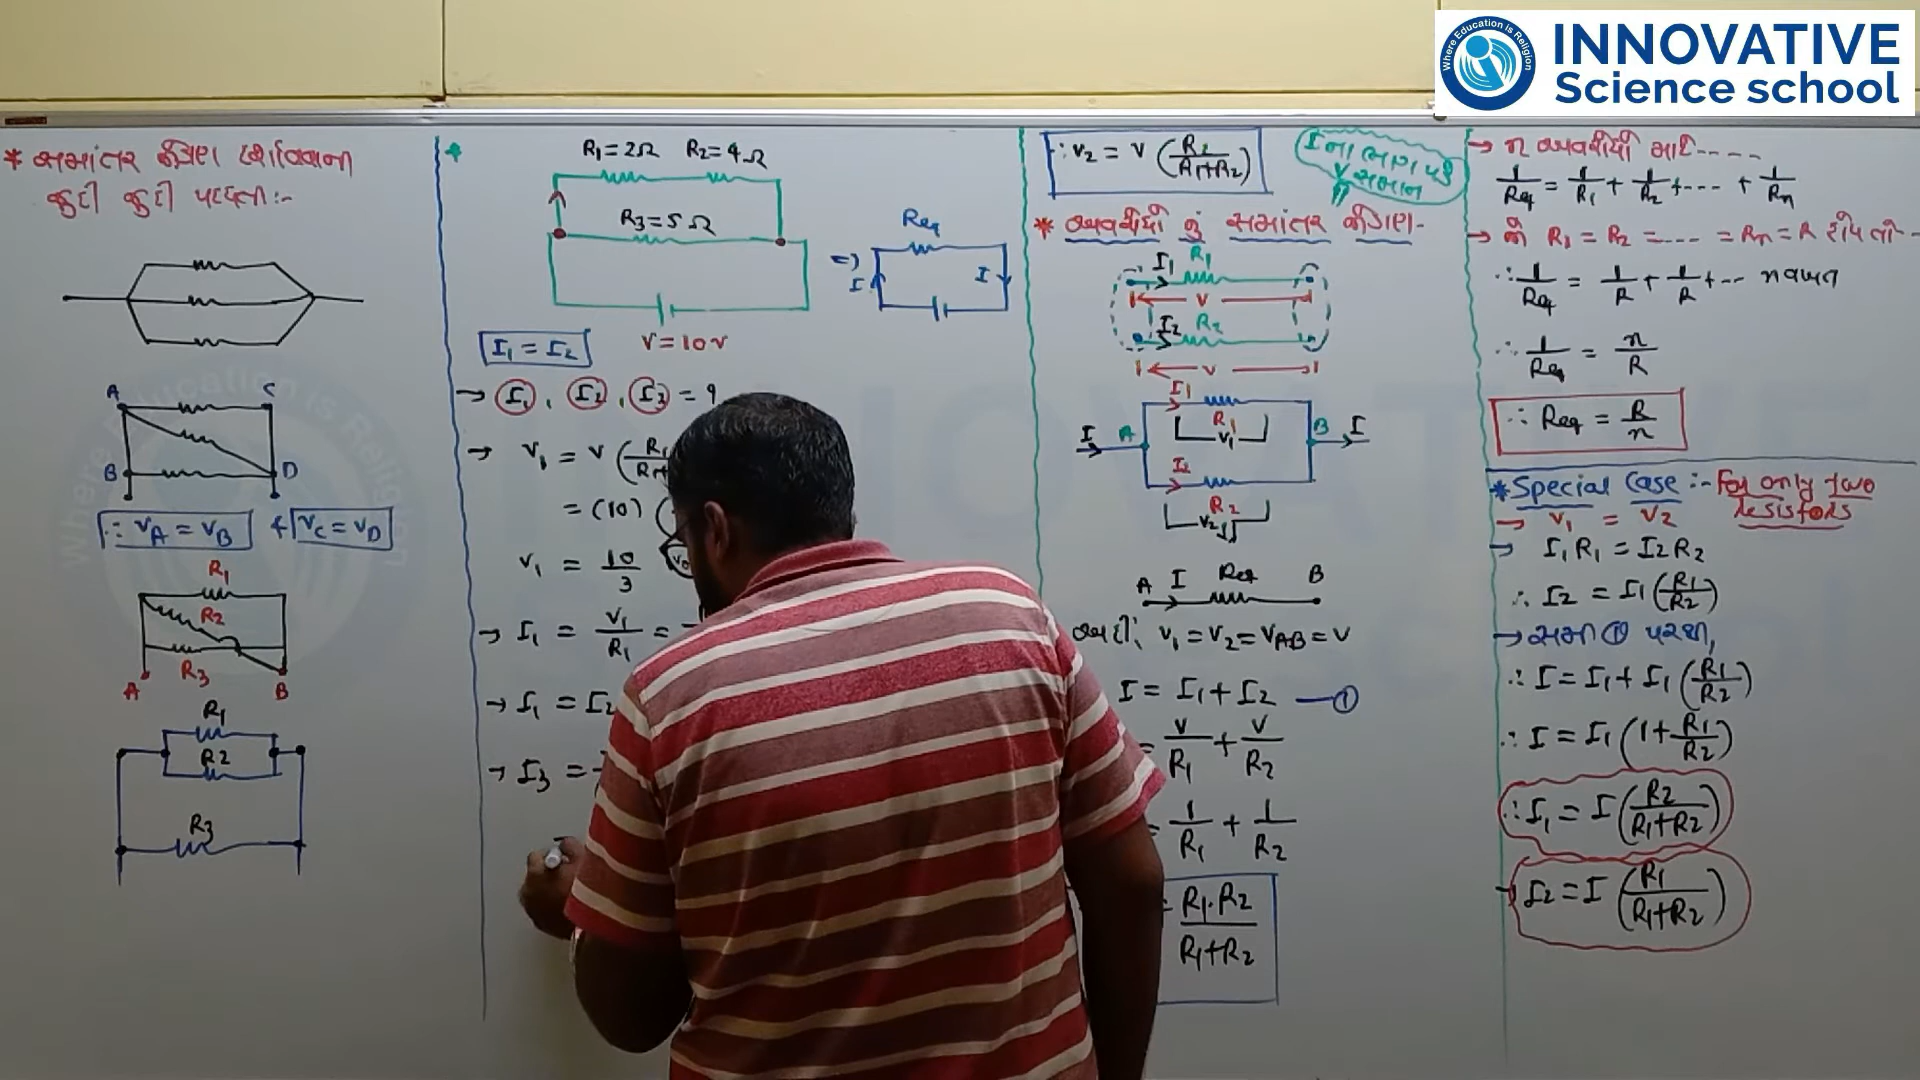 Where Education is Religion
INNOVATIVE
Science school
* સમાંતર જોડાણ દર્શાવવાની
જુદી જુદી પદ્ધતી :-
A C
B D
∴ VA = VB & VC = VD
R1
R2
R3
A B
R1
R2
R3
R1=2Ω R2=4Ω
R3=5Ω
V=10V
=) Req
I I
I1 = I2
→ I1, I2, I3 = ?
→ V1 = V (R1
= (10)
V1 = 10/3
→ I1 = V1/R1 =
→ I1 = I2
→ I3 =
∴ V2 = V (R2/(R1+R2))
I ના ભાગ પડે
V સમાન
* અવરોધો નું સમાંતર જોડાણ-
I1 R1
V
I2 R2
V
I1
R1
V1
I A B I
I2
R2
V2
A I Req B
અહીં, V1 = V2 = VAB = V
I = I1 + I2 —①
= V/R1 + V/R2
= 1/R1 + 1/R2
= R1.R2/(R1+R2)
→ n અવરોધો માટે-----
1/Req = 1/R1 + 1/R2 +--- + 1/Rn
→ જો R1 = R2 =---- = Rn = R હોય તો--
∴ 1/Req = 1/R + 1/R +--- n વખત
∴ 1/Req = n/R
∴ Req = R/n
* Special Case :- For only two
resistors
→ V1 = V2
→ I1R1 = I2R2
∴ I2 = I1 (R1/R2)
→ સમી ① પરથી,
∴ I = I1 + I1 (R1/R2)
∴ I = I1 (1 + R1/R2)
∴ I1 = I (R2/(R1+R2))
→ I2 = I (R1/(R1+R2))